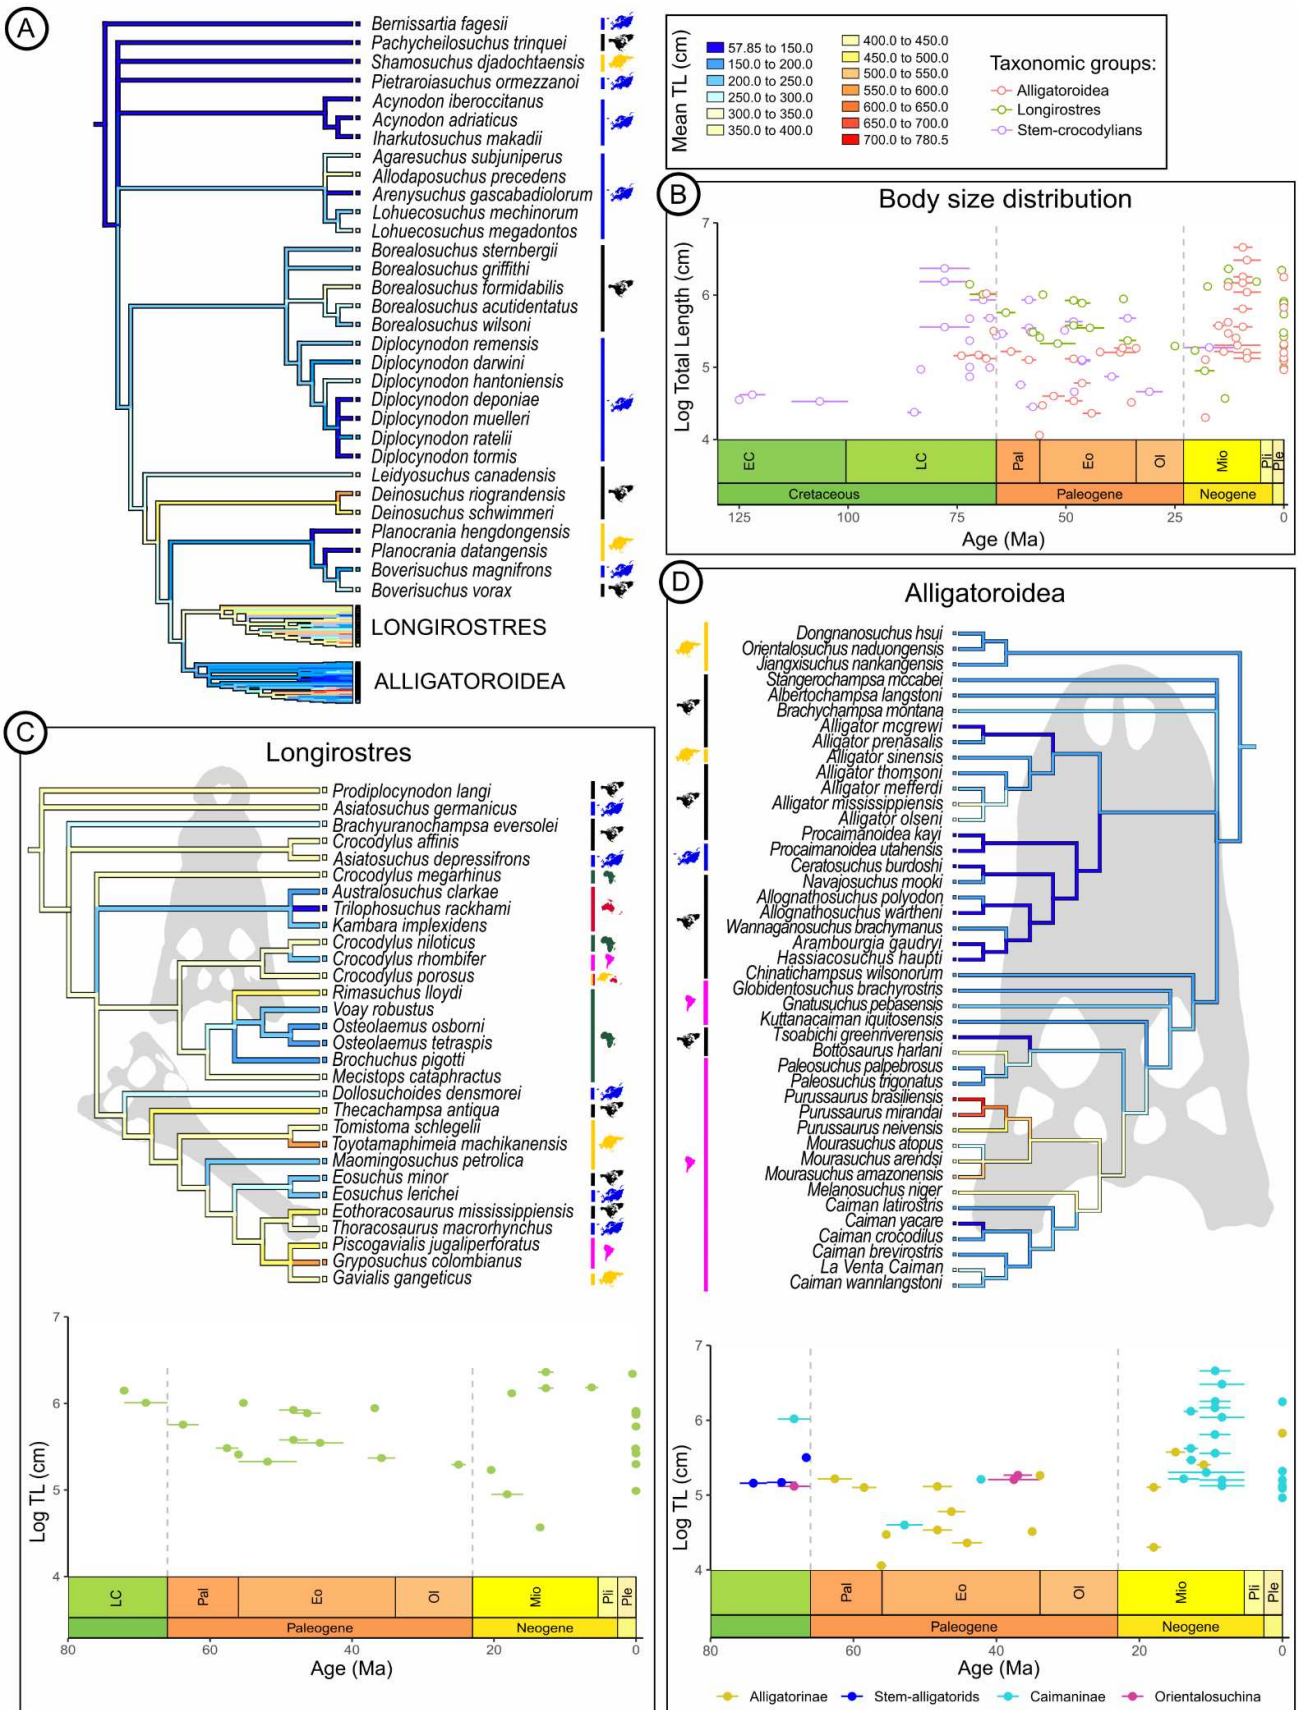 A
Bernissartia fagesii
Pachycheilosuchus trinquei
Shamosuchus djadochtaensis
Pietraroiasuchus ormezzanoi
Acynodon iberoccitanus
Acynodon adriaticus
Iharkutosuchus makadii
Agaresuchus subjuniperus
Allodaposuchus precedens
Arenysuchus gascabadiolorum
Lohuecosuchus mechinorum
Lohuecosuchus megadontos
Borealosuchus sternbergii
Borealosuchus griffithi
Borealosuchus formidabilis
Borealosuchus acutidentatus
Borealosuchus wilsoni
Diplocynodon remensis
Diplocynodon darwini
Diplocynodon hantoniensis
Diplocynodon deponiae
Diplocynodon muelleri
Diplocynodon ratelii
Diplocynodon tormis
Leidyosuchus canadensis
Deinosuchus riograndensis
Deinosuchus schwimmeri
Planocrania hengdongensis
Planocrania datangensis
Boverisuchus magnifrons
Boverisuchus vorax
LONGIROSTRES
ALLIGATOROIDEA
Mean TL (cm)
57.85 to 150.0
150.0 to 200.0
200.0 to 250.0
250.0 to 300.0
300.0 to 350.0
350.0 to 400.0
400.0 to 450.0
450.0 to 500.0
500.0 to 550.0
550.0 to 600.0
600.0 to 650.0
650.0 to 700.0
700.0 to 780.5
Taxonomic groups:
Alligatoroidea
Longirostres
Stem-crocodylians
B
Body size distribution
Log Total Length (cm)
7
6
5
4
EC
LC
Pal
Eo
Ol
Mio
Pli
Ple
Cretaceous
Paleogene
Neogene
125
100
75
50
25
0
Age (Ma)
C
Longirostres
Prodiplocynodon langi
Asiatosuchus germanicus
Brachyuranochampsa eversolei
Crocodylus affinis
Asiatosuchus depressifrons
Crocodylus megarhinus
Australosuchus clarkae
Trilophosuchus rackhami
Kambara implexidens
Crocodylus niloticus
Crocodylus rhombifer
Crocodylus porosus
Rimasuchus lloydi
Voay robustus
Osteolaemus osborni
Osteolaemus tetraspis
Brochuchus pigotti
Mecistops cataphractus
Dollosuchoides densmorei
Thecachampsa antiqua
Tomistoma schlegelii
Toyotamaphimeia machikanensis
Maomingosuchus petrolica
Eosuchus minor
Eosuchus lerichei
Eothoracosaurus mississippiensis
Thoracosaurus macrorhynchus
Piscogavialis jugaliperforatus
Gryposuchus colombianus
Gavialis gangeticus
Log TL (cm)
7
6
5
4
LC
Pal
Eo
Ol
Mio
Pli
Ple
Paleogene
Neogene
80
60
40
20
0
Age (Ma)
D
Alligatoroidea
Dongnanosuchus hsui
Orientalosuchus naduongensis
Jiangxisuchus nankangensis
Stangerochampsa mccabei
Albertochampsa langstoni
Brachychampsa montana
Alligator mcgrewi
Alligator prenasalis
Alligator sinensis
Alligator thomsoni
Alligator mefferdi
Alligator mississippiensis
Alligator olseni
Procaimanoidea kayi
Procaimanoidea utahensis
Ceratosuchus burdoshi
Navajosuchus mooki
Allognathosuchus polyodon
Allognathosuchus wartheni
Wannaganosuchus brachymanus
Arambourgia gaudryi
Hassiacosuchus haupti
Chinatichampsus wilsonorum
Globidentosuchus brachyrostris
Gnatusuchus pebasensis
Kuttanacaiman iquitosensis
Tsoabichi greenriverensis
Bottosaurus harlani
Paleosuchus palpebrosus
Paleosuchus trigonatus
Purussaurus brasiliensis
Purussaurus mirandai
Purussaurus neivensis
Mourasuchus atopus
Mourasuchus arendsi
Mourasuchus amazonensis
Melanosuchus niger
Caiman latirostris
Caiman yacare
Caiman crocodilus
Caiman brevirostris
La Venta Caiman
Caiman wannlangstoni
Log TL (cm)
7
6
5
4
Pal
Eo
Ol
Mio
Pli
Ple
Paleogene
Neogene
80
60
40
20
0
Age (Ma)
Alligatorinae
Stem-alligatorids
Caimaninae
Orientalosuchina